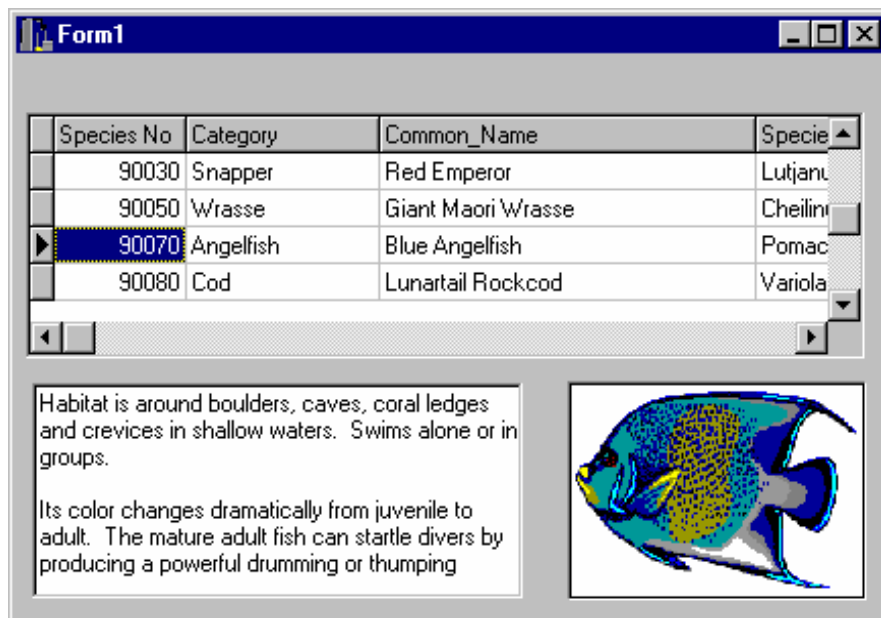 Form1
Species No Category Common_Name Specie
90030 Snapper Red Emperor Lutjanu
90050 Wrasse Giant Maori Wrasse Cheilinu
90070 Angelfish Blue Angelfish Pomac
90080 Cod Lunartail Rockcod Variola
Habitat is around boulders, caves, coral ledges
and crevices in shallow waters. Swims alone or in
groups.
Its color changes dramatically from juvenile to
adult. The mature adult fish can startle divers by
producing a powerful drumming or thumping